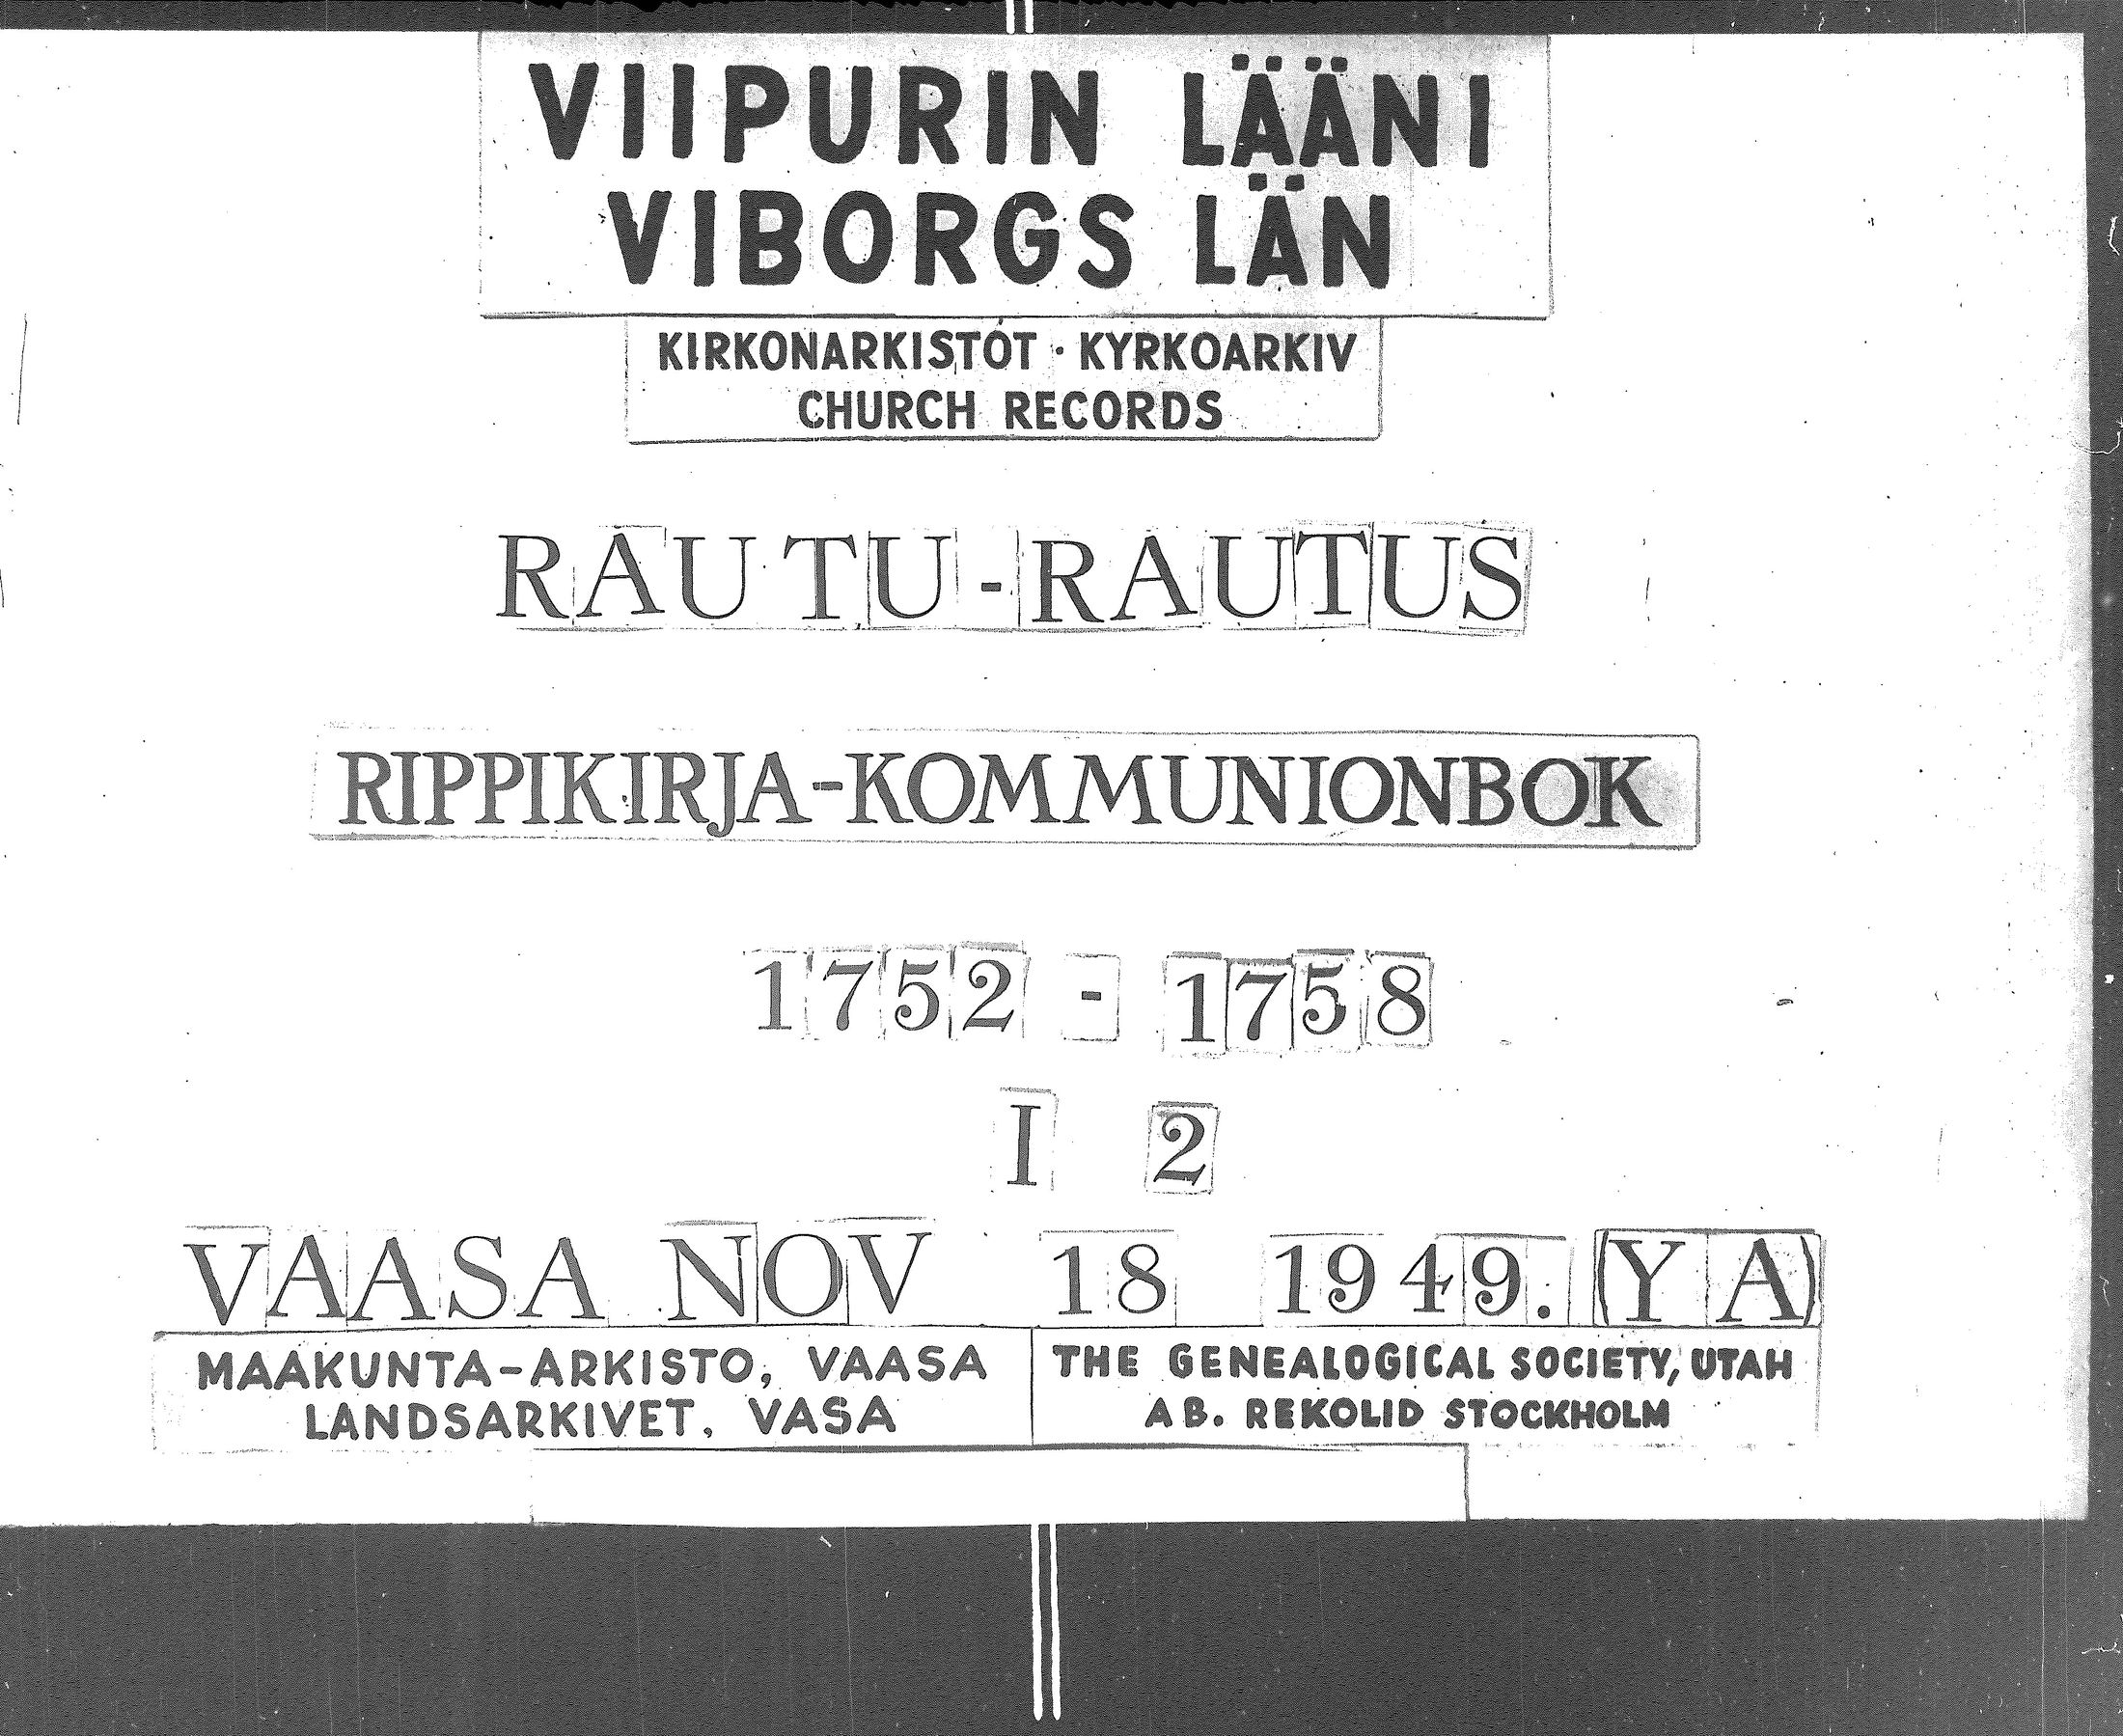 VIIPURIN LÄÄNI
VIBORGS LÄN
KIRKONARKISTOT · KYRKOARKIV
CHURCH RECORDS
RAUTU-RAUTUS
RIPPIKIRJA-KOMMUNIONBOK
1752 - 1758
I 2
VAASA NOV 18 1949. (YA)
MAAKUNTA-ARKISTO, VAASA
LANDSARKIVET, VASA
THE GENEALOGICAL SOCIETY, UTAH
AB. REKOLID STOCKHOLM